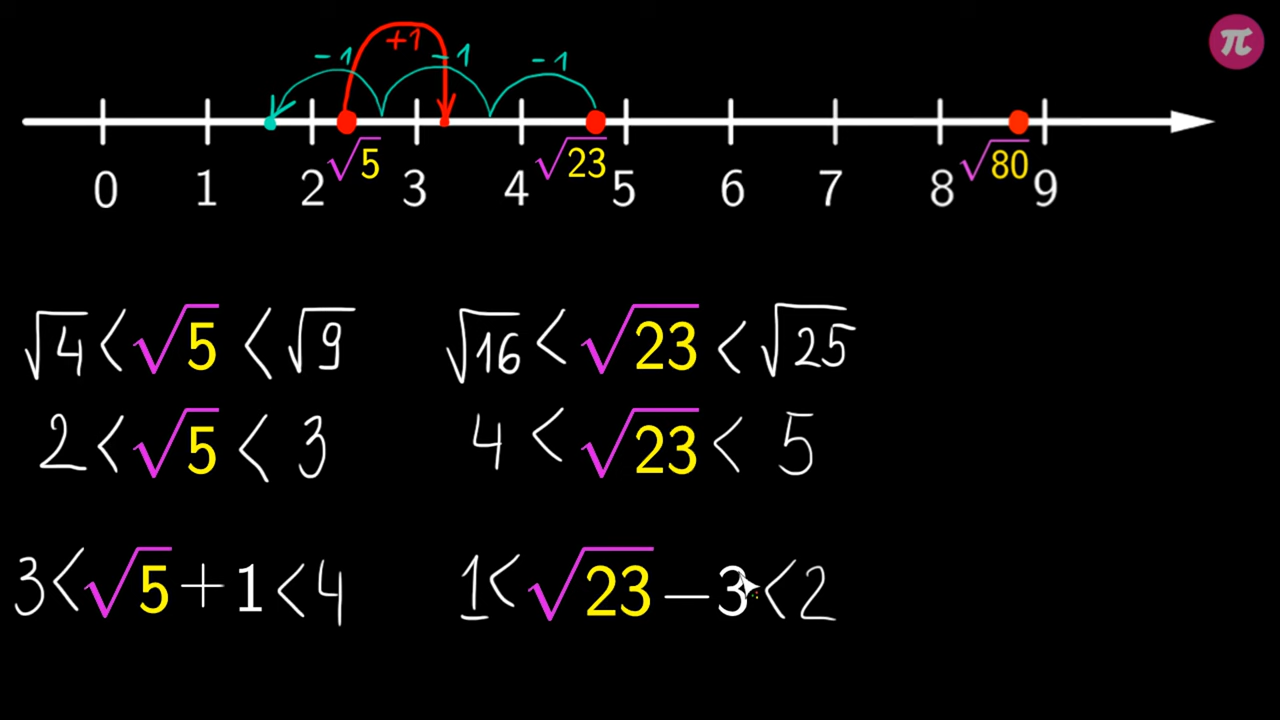 π
-1 +1 -1 -1
√5 √23 √80
0 1 2 3 4 5 6 7 8 9
√4 < √5 < √9 √16 < √23 < √25
2 < √5 < 3 4 < √23 < 5
3 < √5 + 1 < 4 1 < √23 – 3 < 2